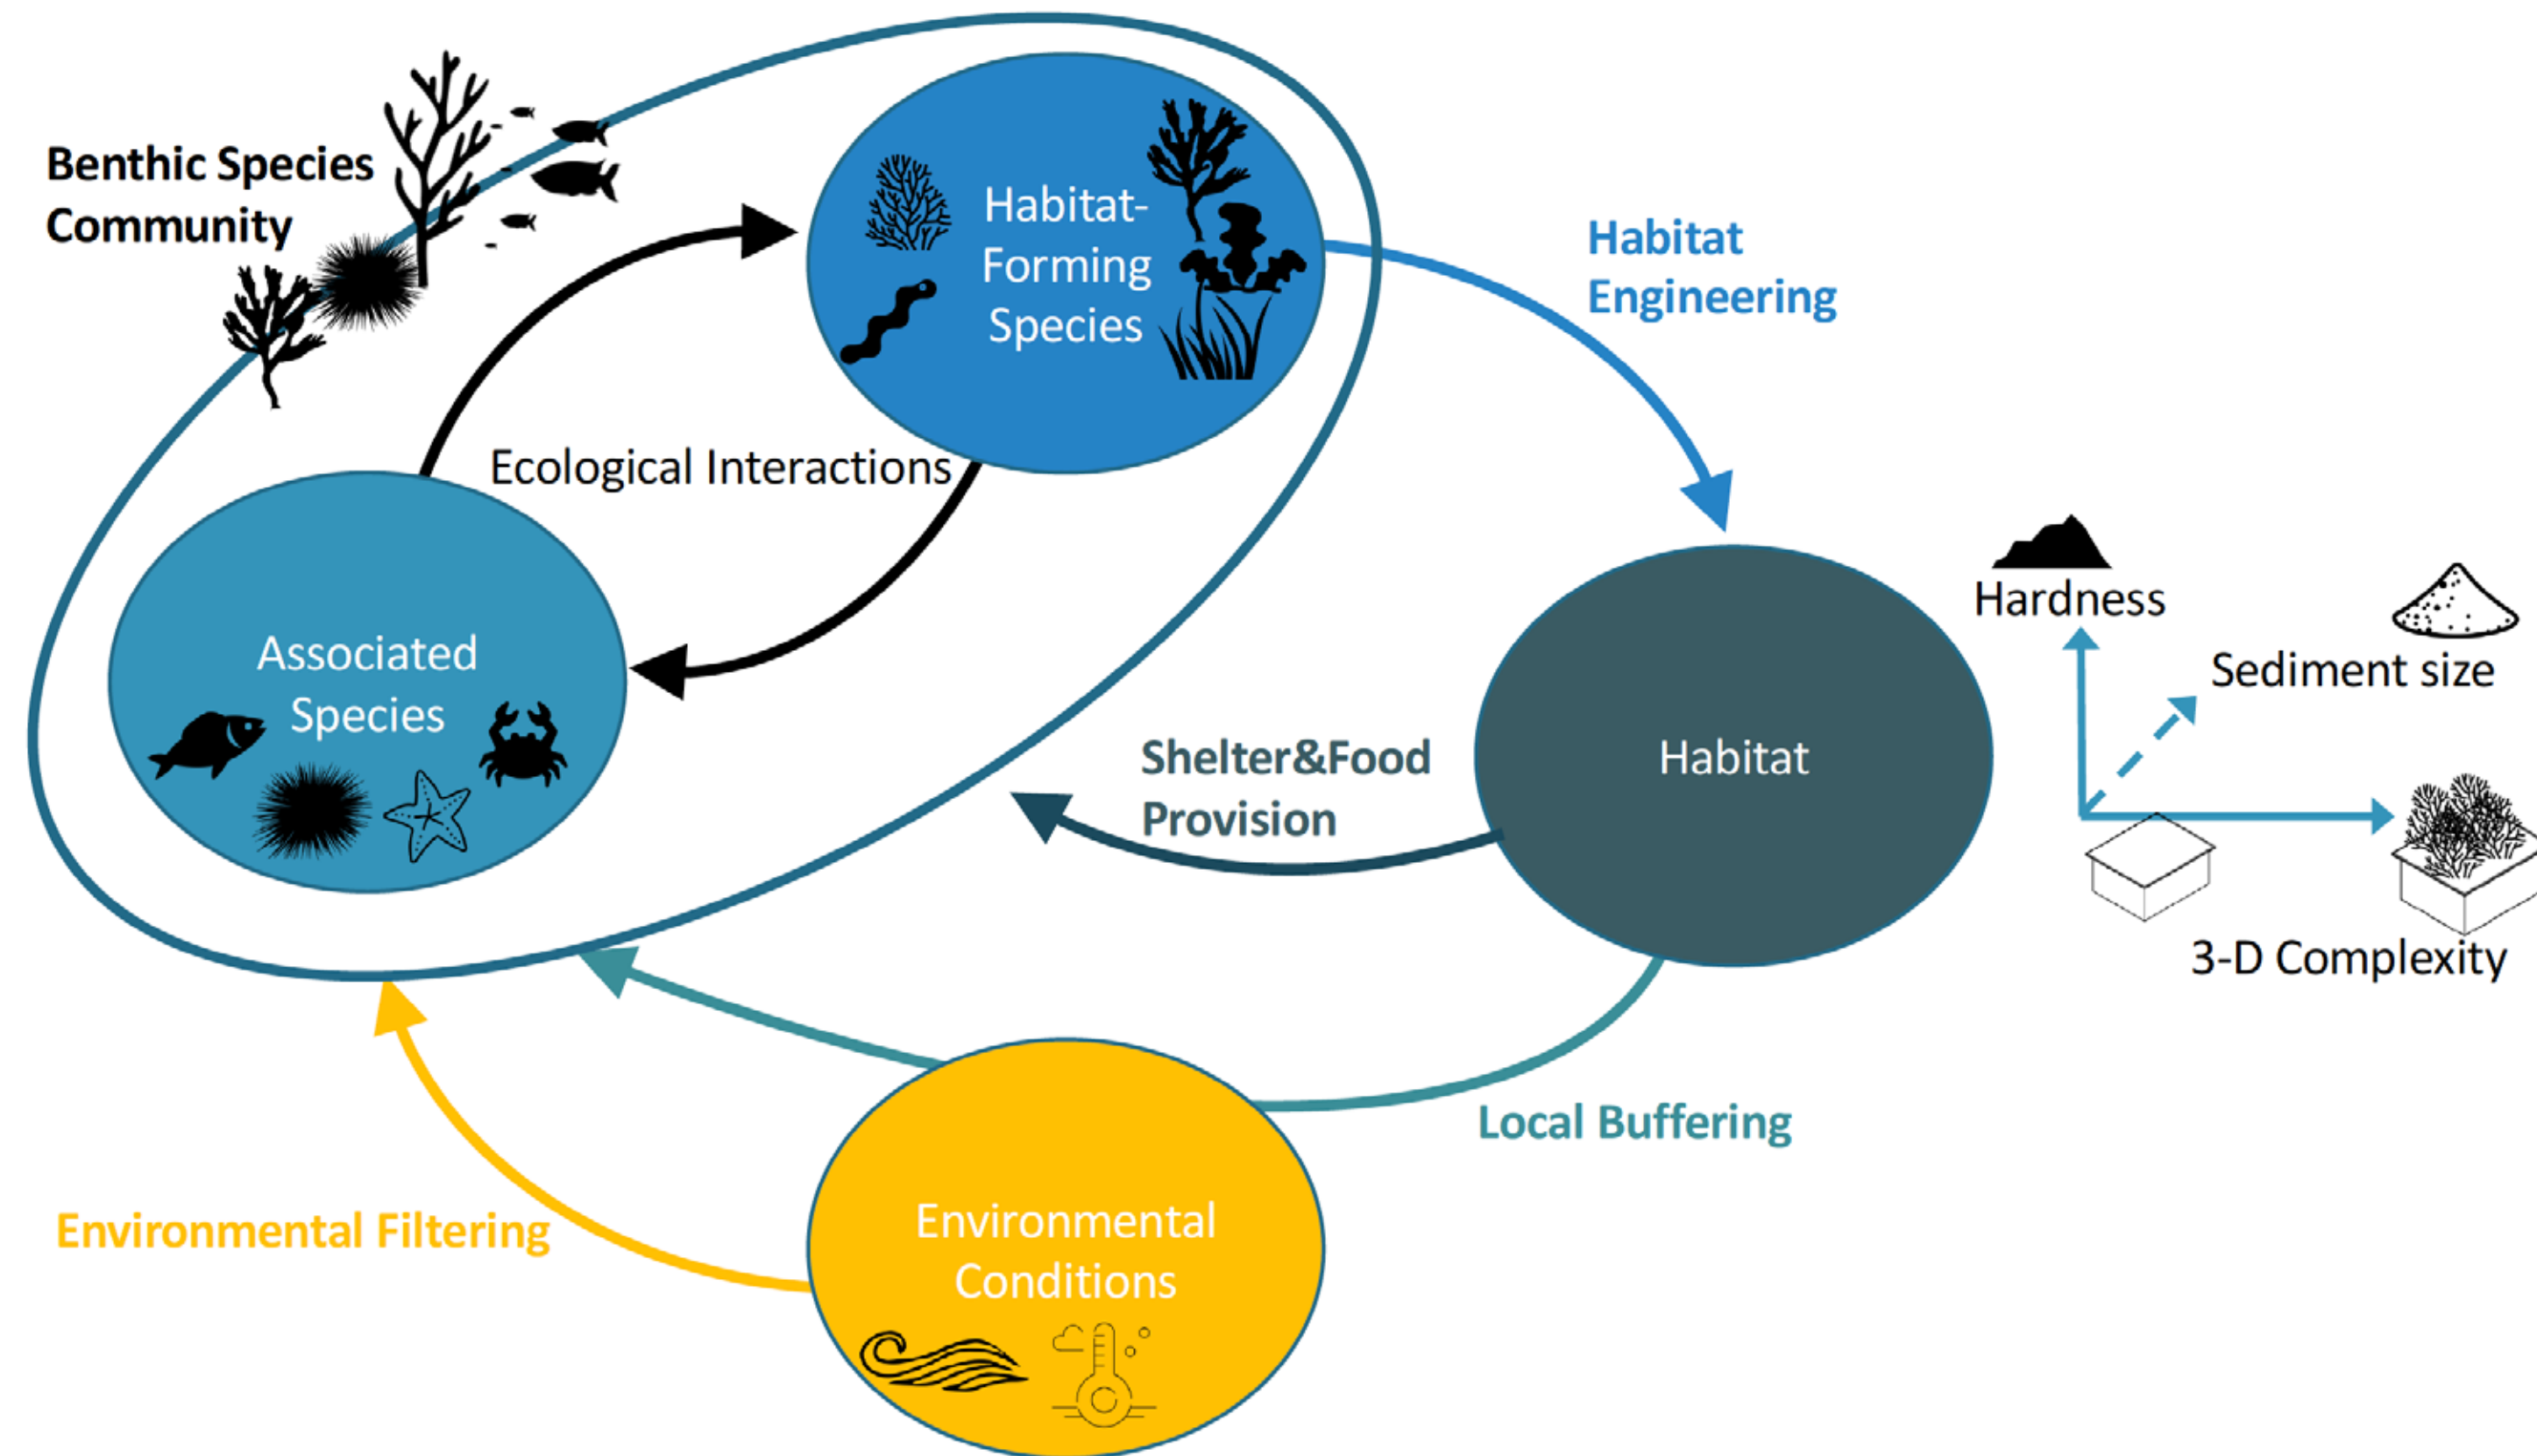 Benthic Species
Community
Habitat-
Forming
Species
Habitat
Engineering
Ecological Interactions
Associated
Species
Hardness
Sediment size
Shelter&Food
Provision
Habitat
3-D Complexity
Local Buffering
Environmental Filtering
Environmental
Conditions